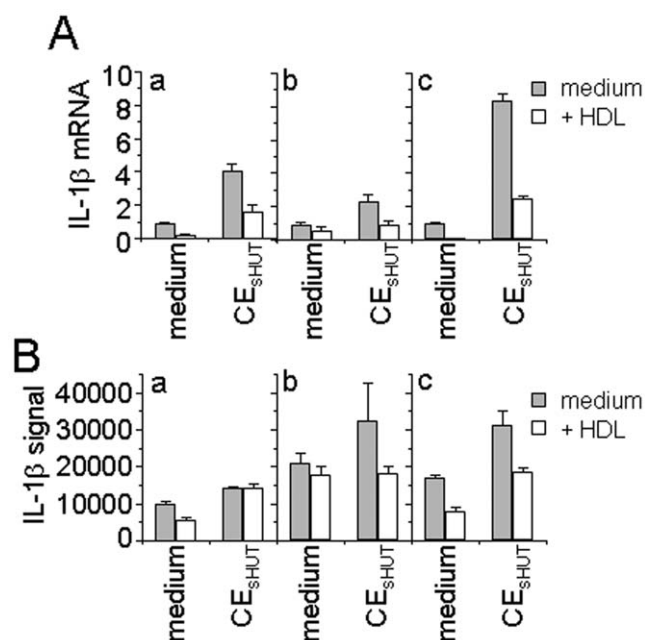 A
IL-1β mRNA
10
8
6
4
2
0
a
b
c
medium
+ HDL
medium
CEsHUT
medium
CEsHUT
medium
CEsHUT
B
IL-1β signal
40000
30000
20000
10000
0
a
b
c
medium
+ HDL
medium
CEsHUT
medium
CEsHUT
medium
CEsHUT